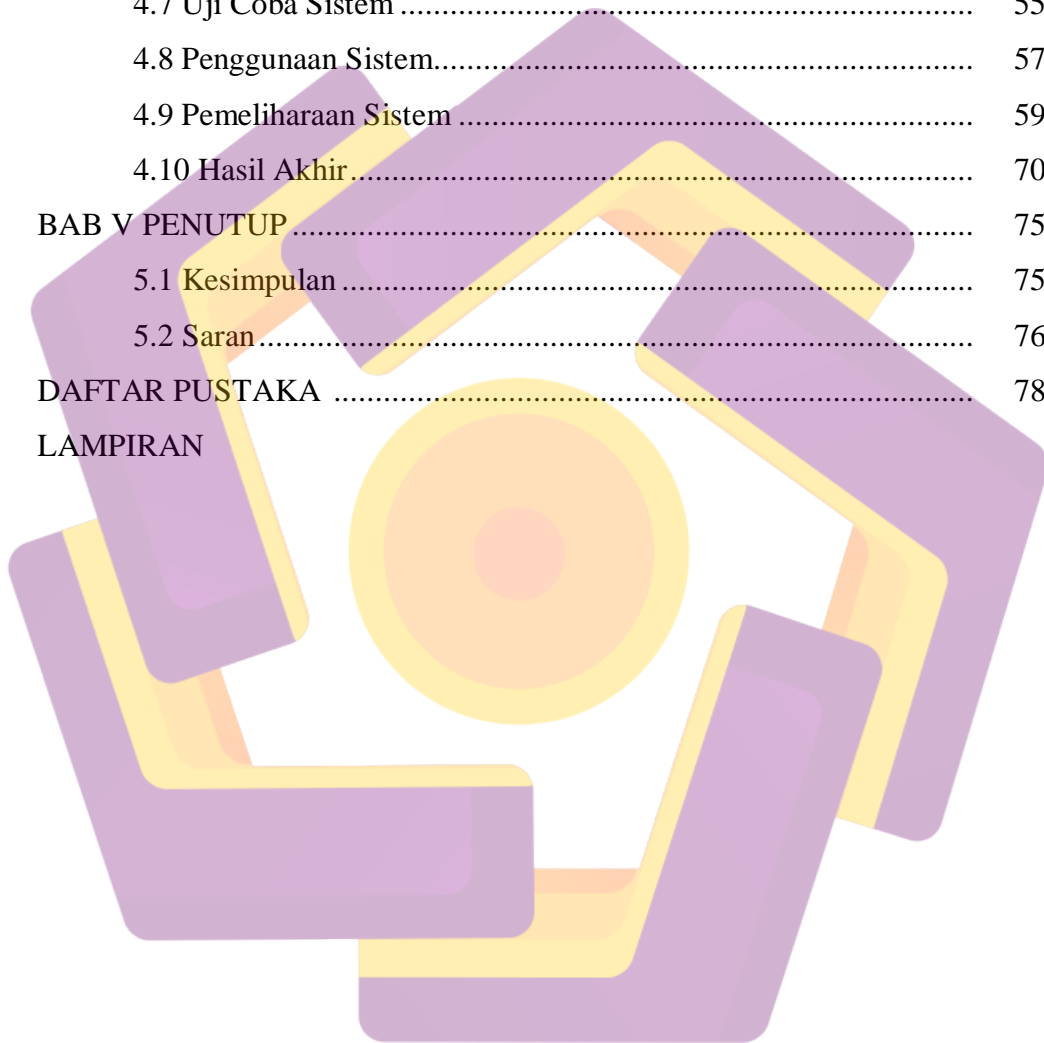 4.7 Uji Coba Sistem ................................................................ 55
4.8 Penggunaan Sistem............................................................ 57
4.9 Pemeliharaan Sistem ......................................................... 59
4.10 Hasil Akhir...................................................................... 70
BAB V PENUTUP ..................................................................... 75
5.1 Kesimpulan ...................................................................... 75
5.2 Saran................................................................................ 76
DAFTAR PUSTAKA ................................................................ 78
LAMPIRAN